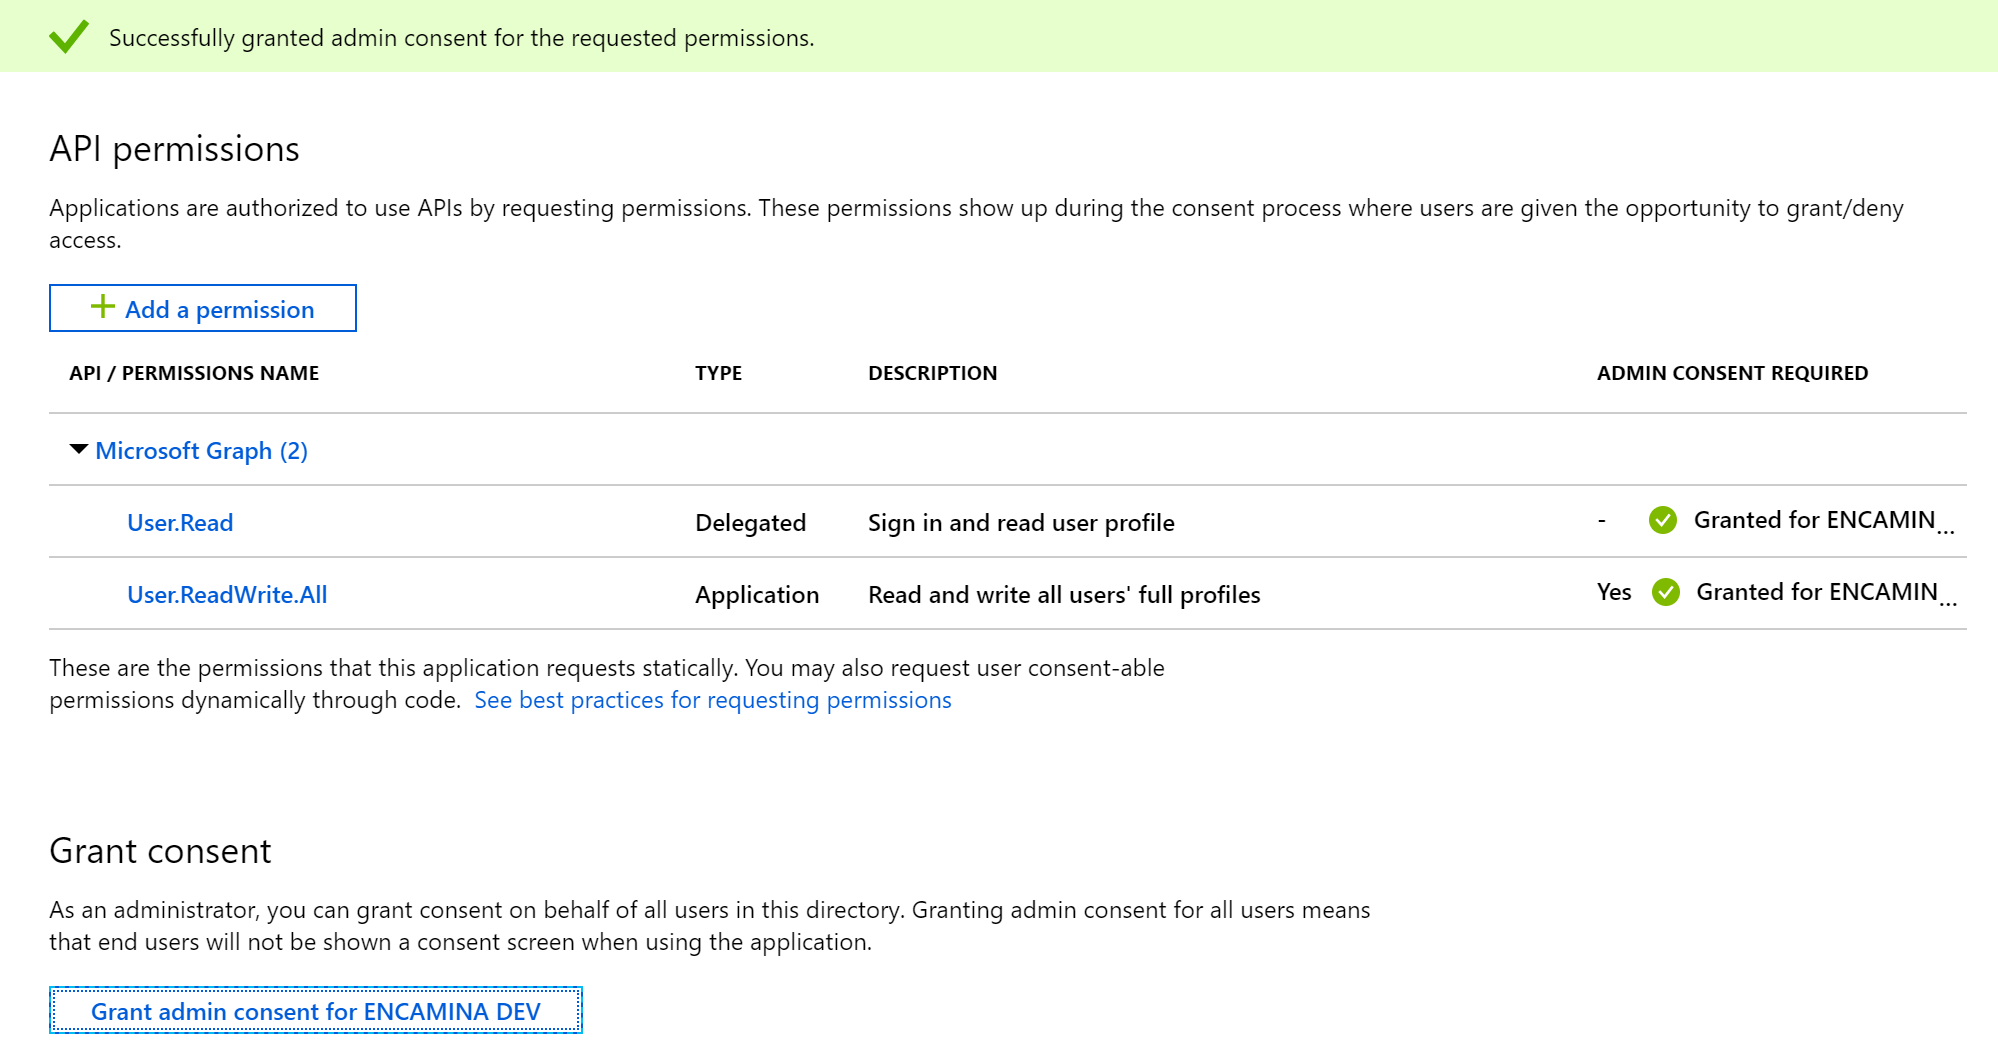 Successfully granted admin consent for the requested permissions.
API permissions
Applications are authorized to use APIs by requesting permissions. These permissions show up during the consent process where users are given the opportunity to grant/deny
access.
Add a permission
API / PERMISSIONS NAME TYPE DESCRIPTION ADMIN CONSENT REQUIRED
Microsoft Graph (2)
User.Read Delegated Sign in and read user profile - Granted for ENCAMIN...
User.ReadWrite.All Application Read and write all users' full profiles Yes Granted for ENCAMIN...
These are the permissions that this application requests statically. You may also request user consent-able
permissions dynamically through code. See best practices for requesting permissions
Grant consent
As an administrator, you can grant consent on behalf of all users in this directory. Granting admin consent for all users means
that end users will not be shown a consent screen when using the application.
Grant admin consent for ENCAMINA DEV